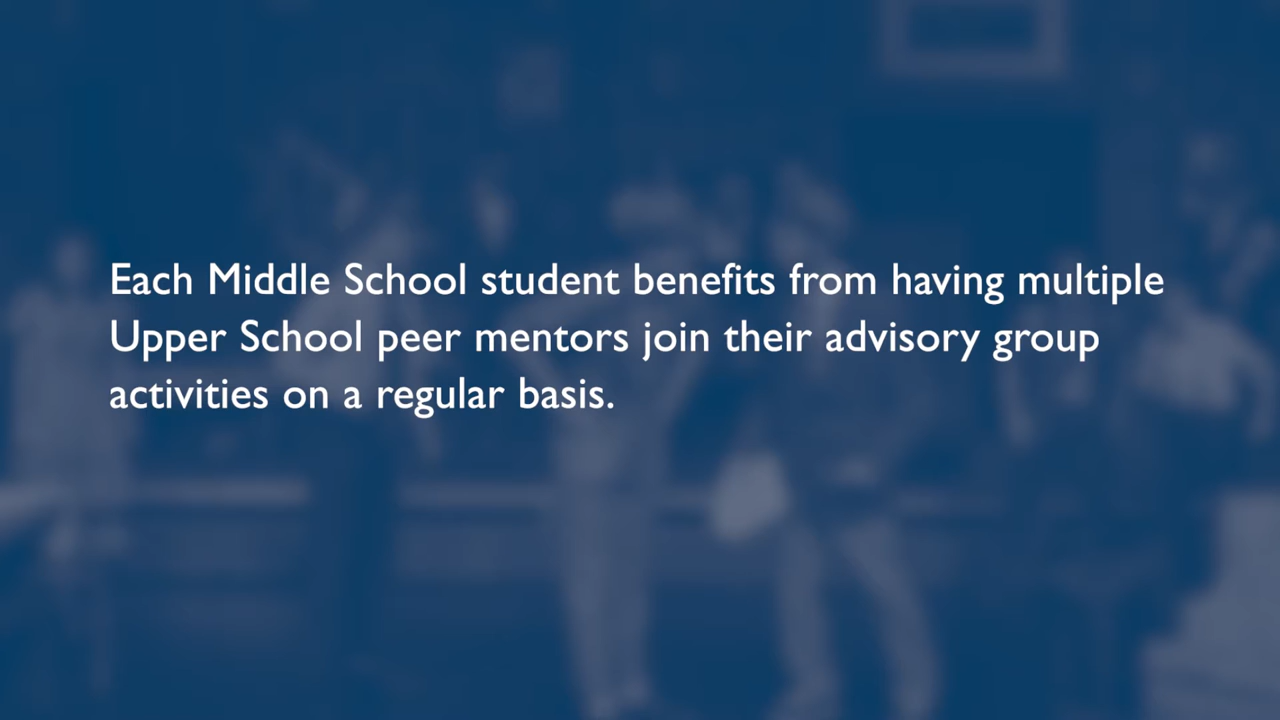 Each Middle School student benefits from having multiple
Upper School peer mentors join their advisory group
activities on a regular basis.